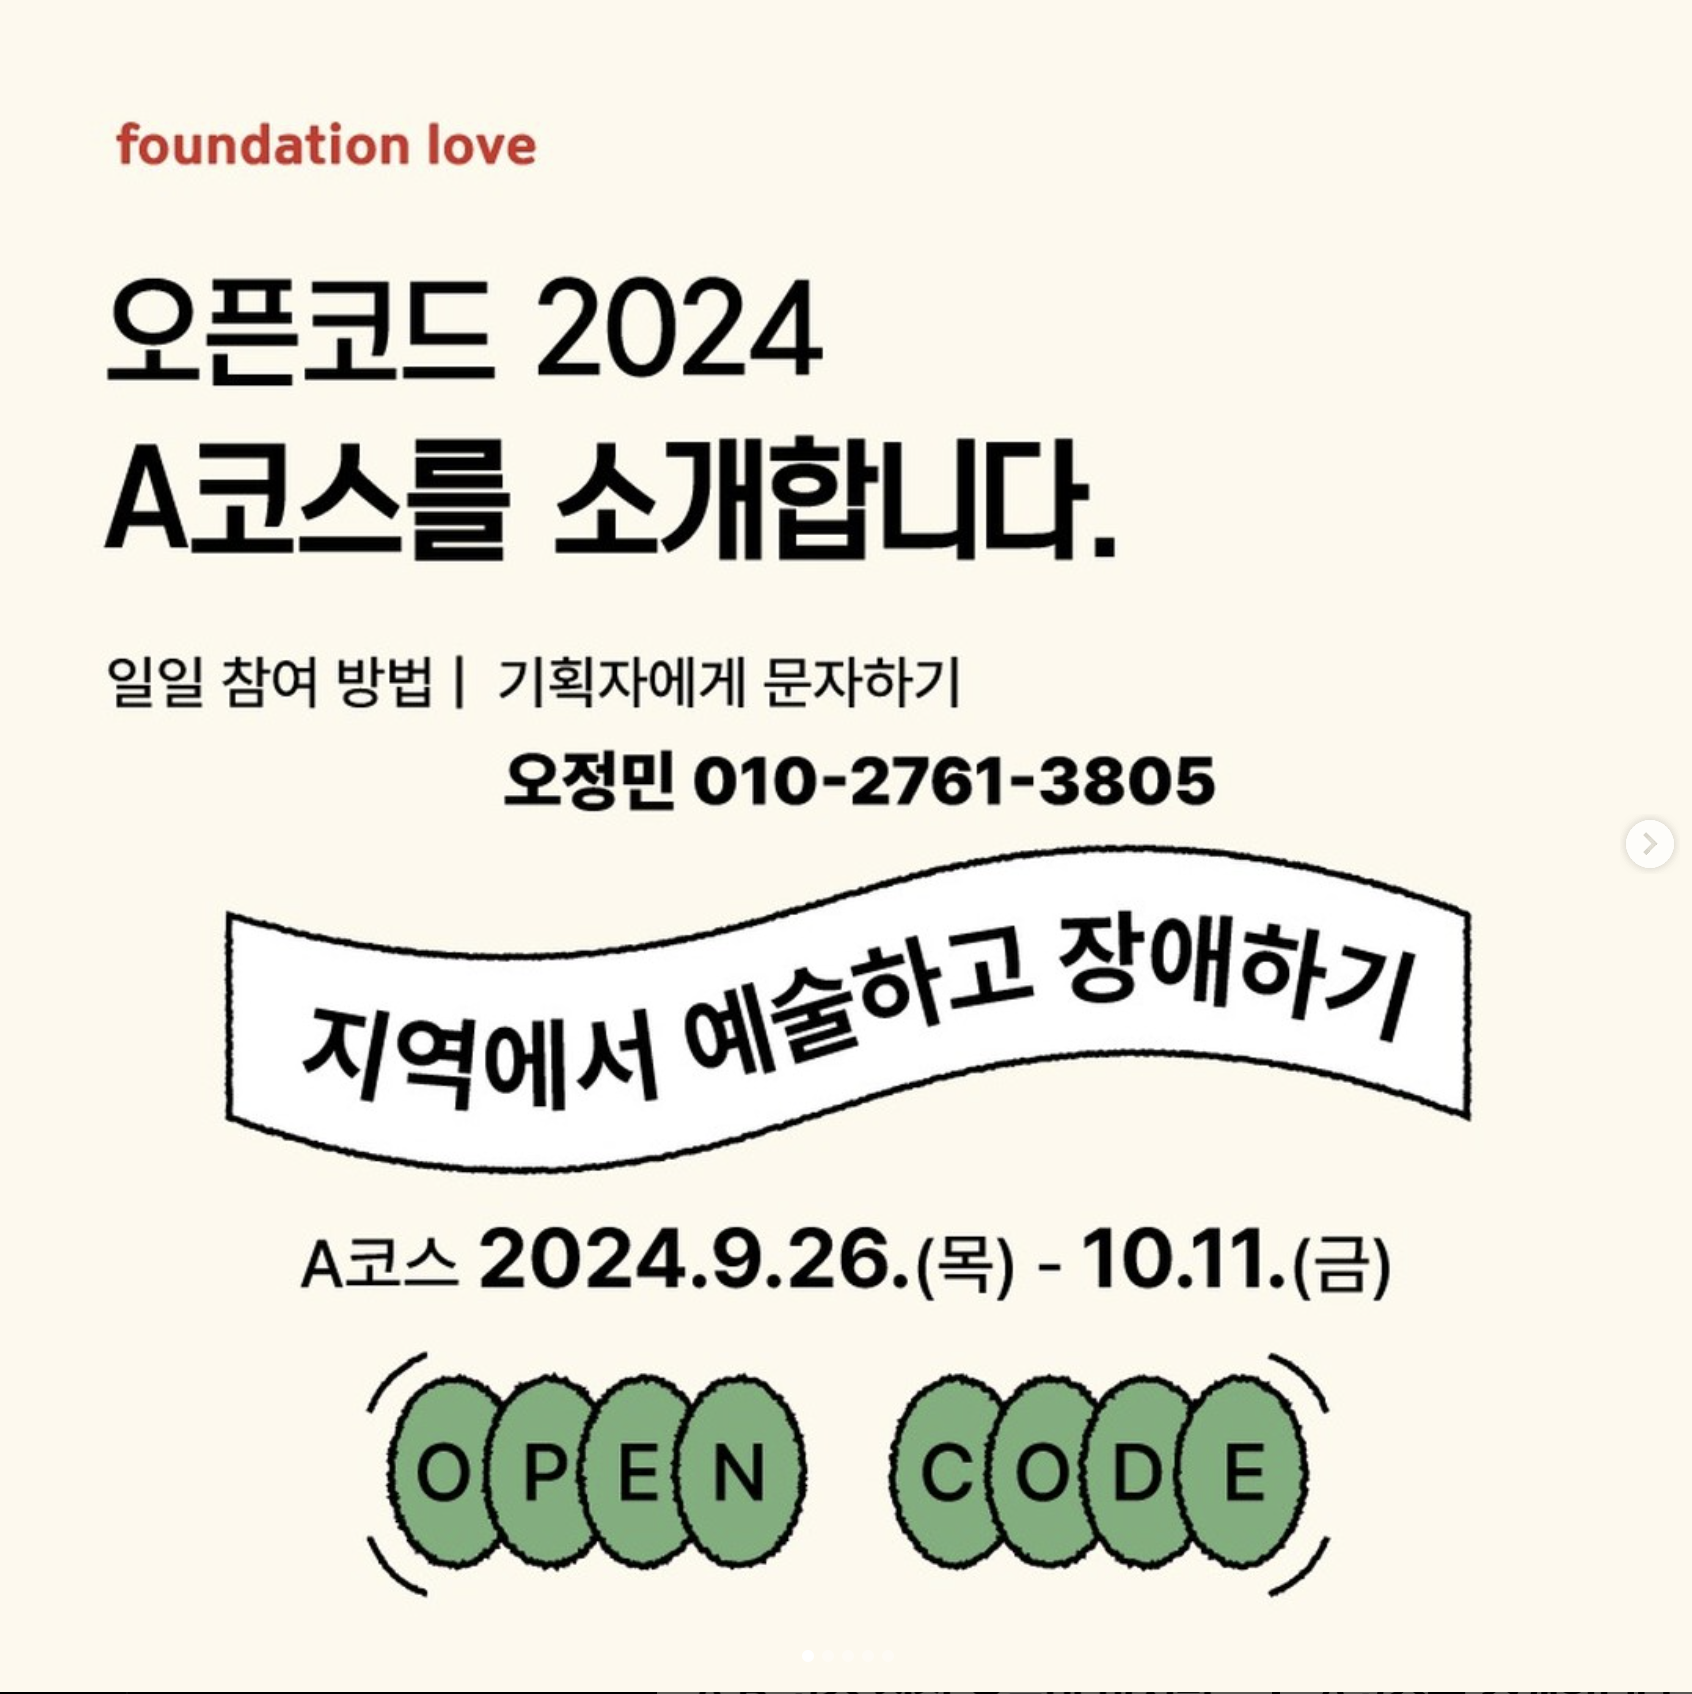 foundation love
오픈코드 2024
A코스를 소개합니다.
일일 참여 방법 | 기획자에게 문자하기
오정민 010-2761-3805
지역에서 예술하고 장애하기
A코스 2024.9.26.(목) - 10.11.(금)
OPEN CODE